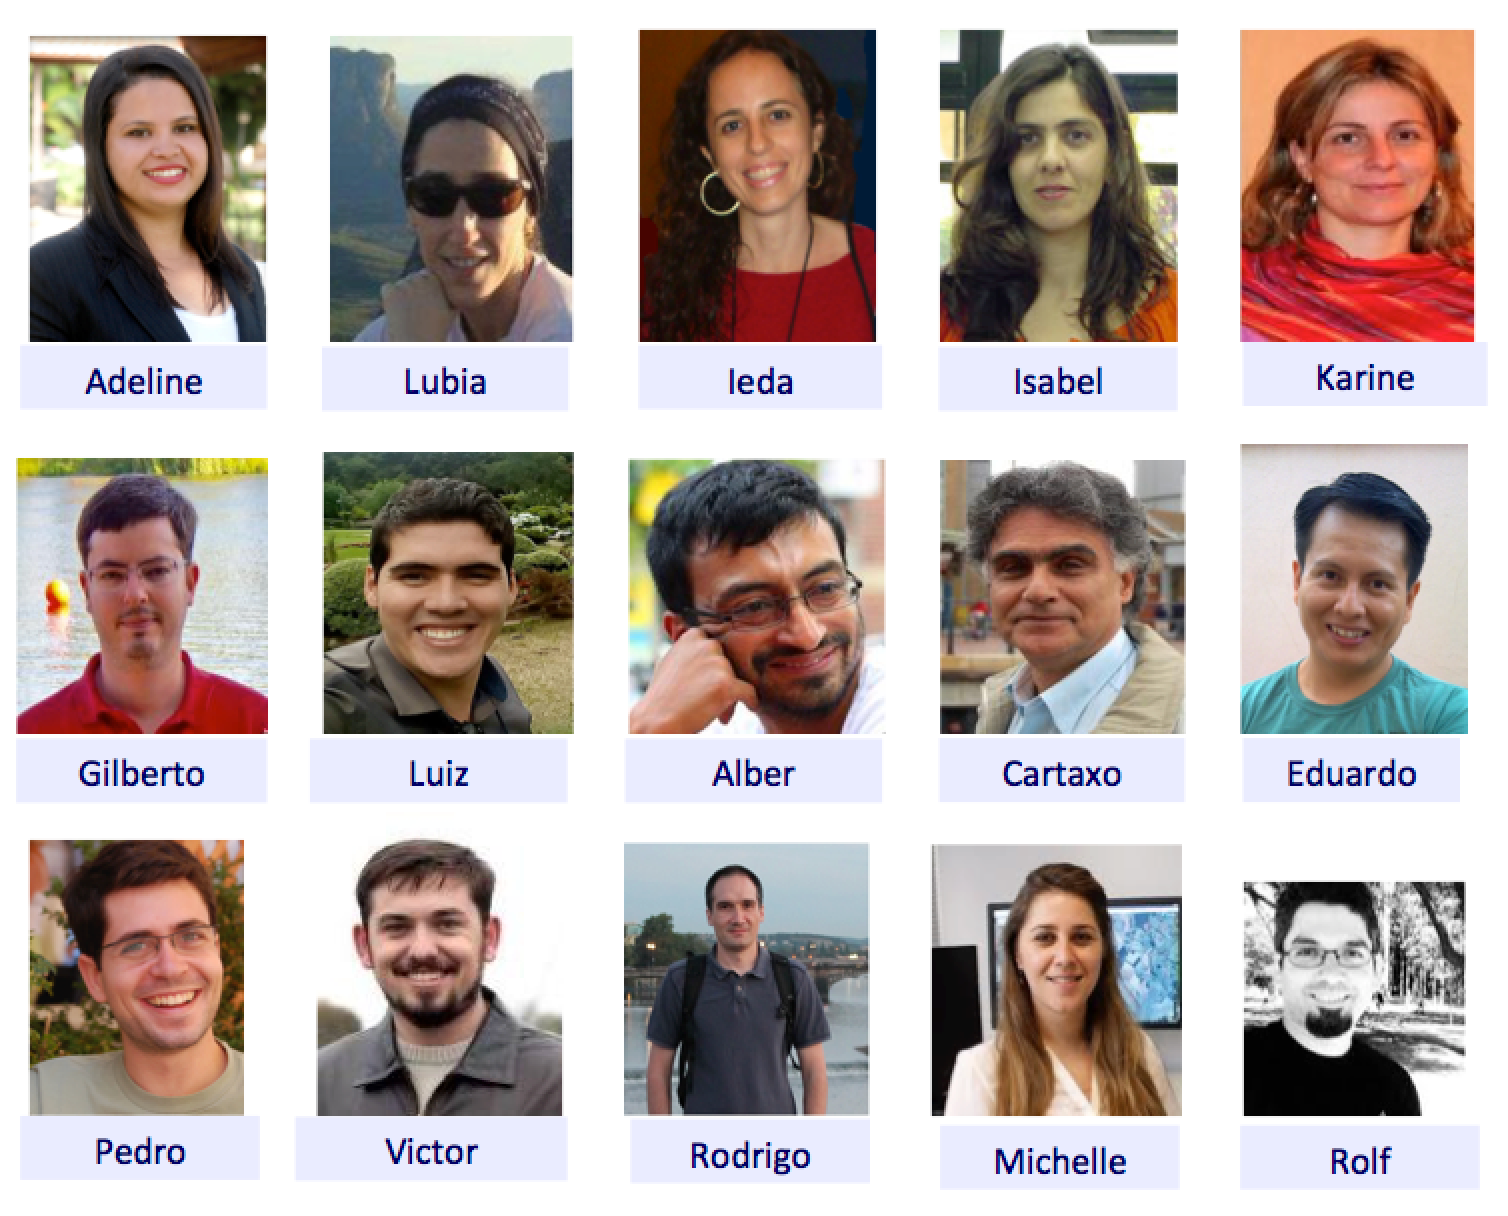 Adeline
Lubia
Ieda
Isabel
Karine
Gilberto
Luiz
Alber
Cartaxo
Eduardo
Pedro
Victor
Rodrigo
Michelle
Rolf